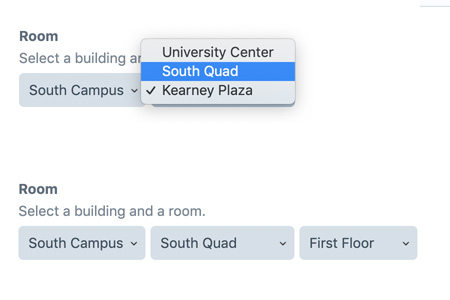 Room
Select a building an
University Center
South Quad
South Campus
Kearney Plaza
Room
Select a building and a room.
South Campus South Quad First Floor